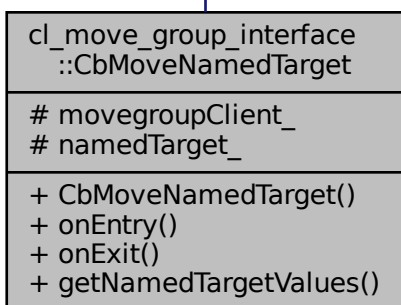 cl_move_group_interface
::CbMoveNamedTarget
# movegroupClient_
# namedTarget_
+ CbMoveNamedTarget()
+ onEntry()
+ onExit()
+ getNamedTargetValues()